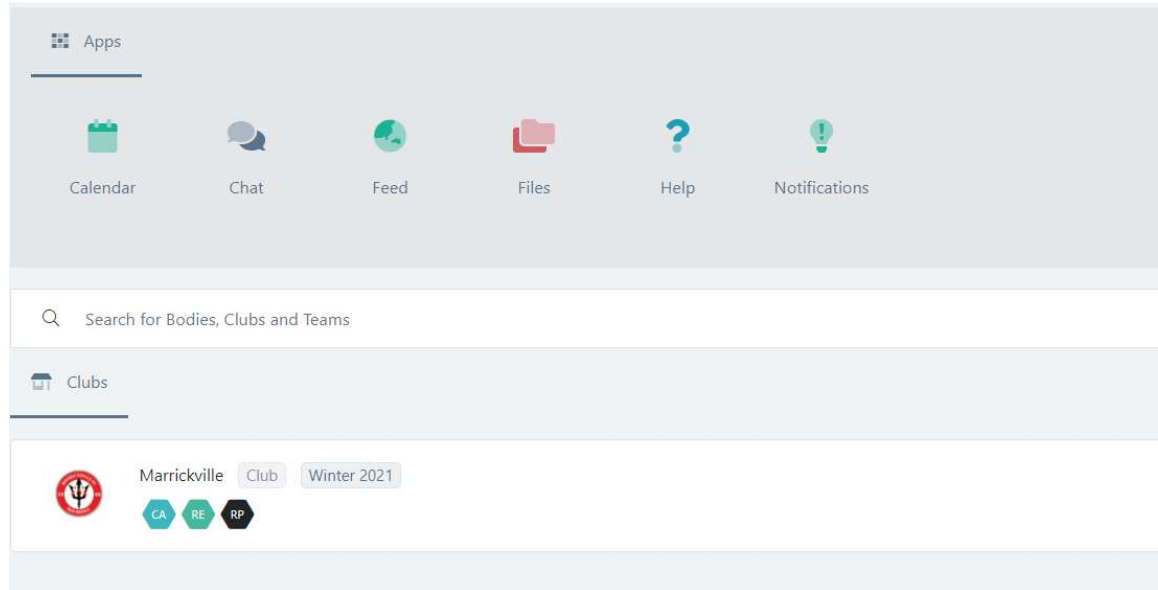 Apps
Calendar Chat Feed Files Help Notifications
Search for Bodies, Clubs and Teams
Clubs
Marrickville Club Winter 2021
CA RE RP